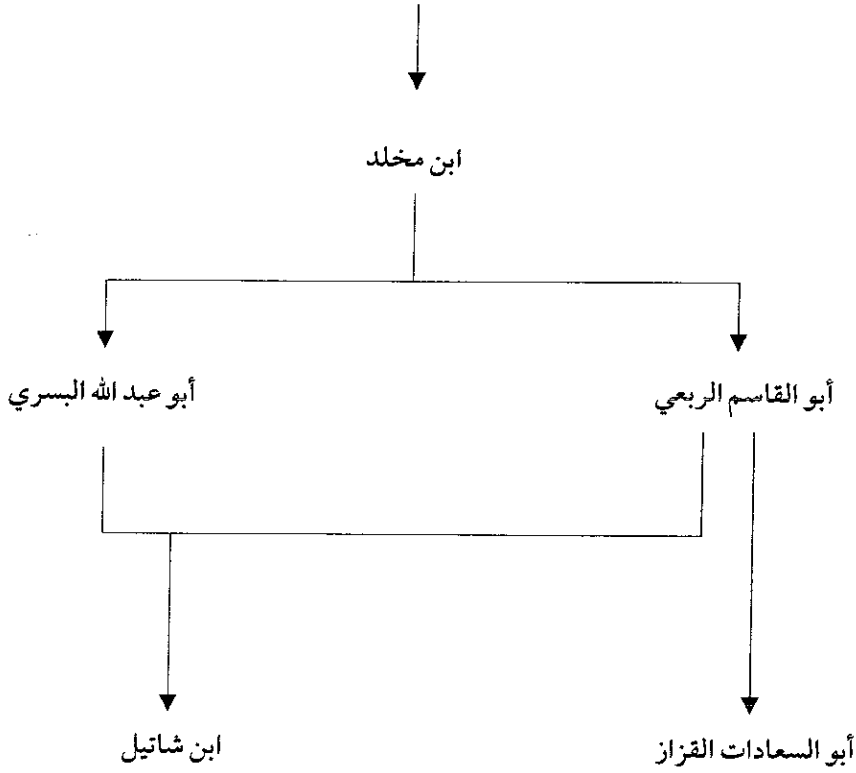 ابن مخلد
أبو القاسم الربعي
أبو عبد الله البسري
أبو السعادات القزاز
ابن شاتيل